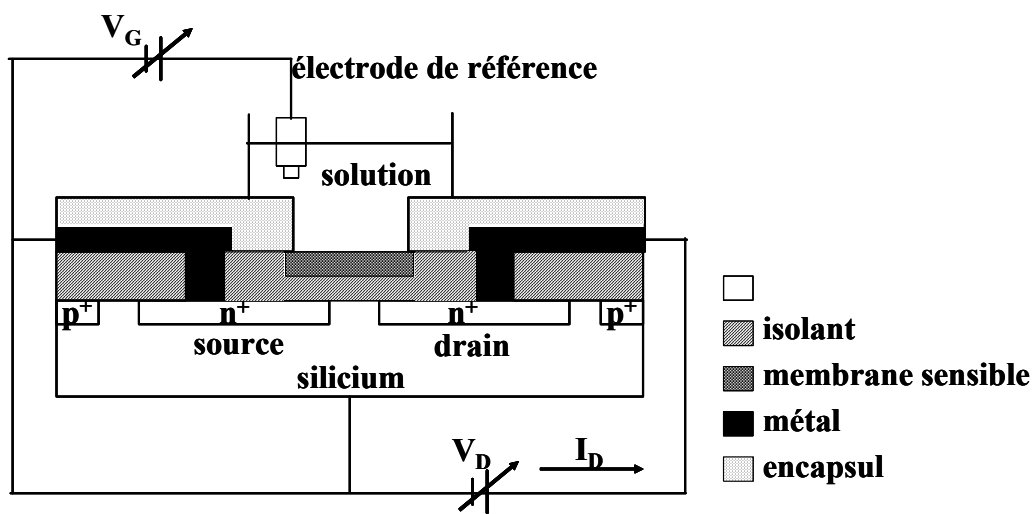 V_G
électrode de référence
solution
p+ n+ n+ p+
source drain
silicium
V_D I_D
isolant
membrane sensible
métal
encapsul